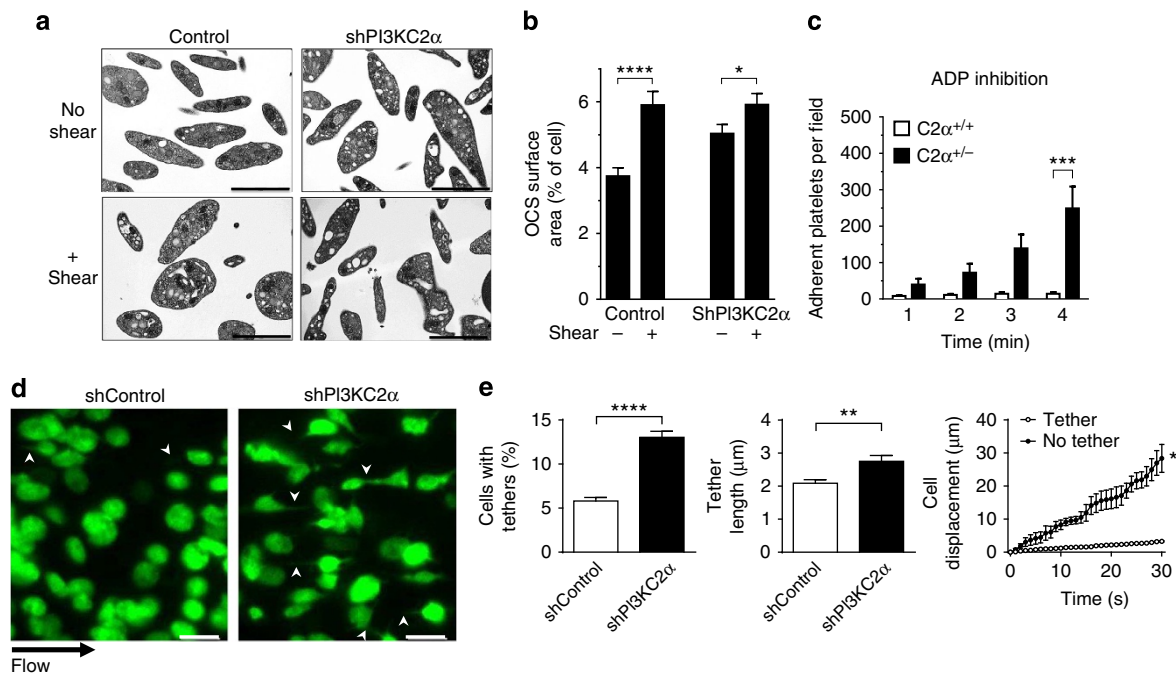 a
Control
shPI3KC2α
No
shear
+
Shear
b
OCS surface
area (% of cell)
6
4
2
0
****
*
Control
ShPI3KC2α
Shear
– + – +
c
ADP inhibition
Adherent platelets per field
500
400
300
200
100
0
C2α+/+
C2α+/−
***
1 2 3 4
Time (min)
d
shControl
shPI3KC2α
Flow
e
Cells with
tethers (%)
15
13
5
0
****
shControl
shPI3KC2α
Tether
length (μm)
4
3
2
1
0
**
shControl
shPI3KC2α
Cell
displacement (μm)
40
30
20
10
0
Tether
No tether
*
0 10 20 30
Time (s)